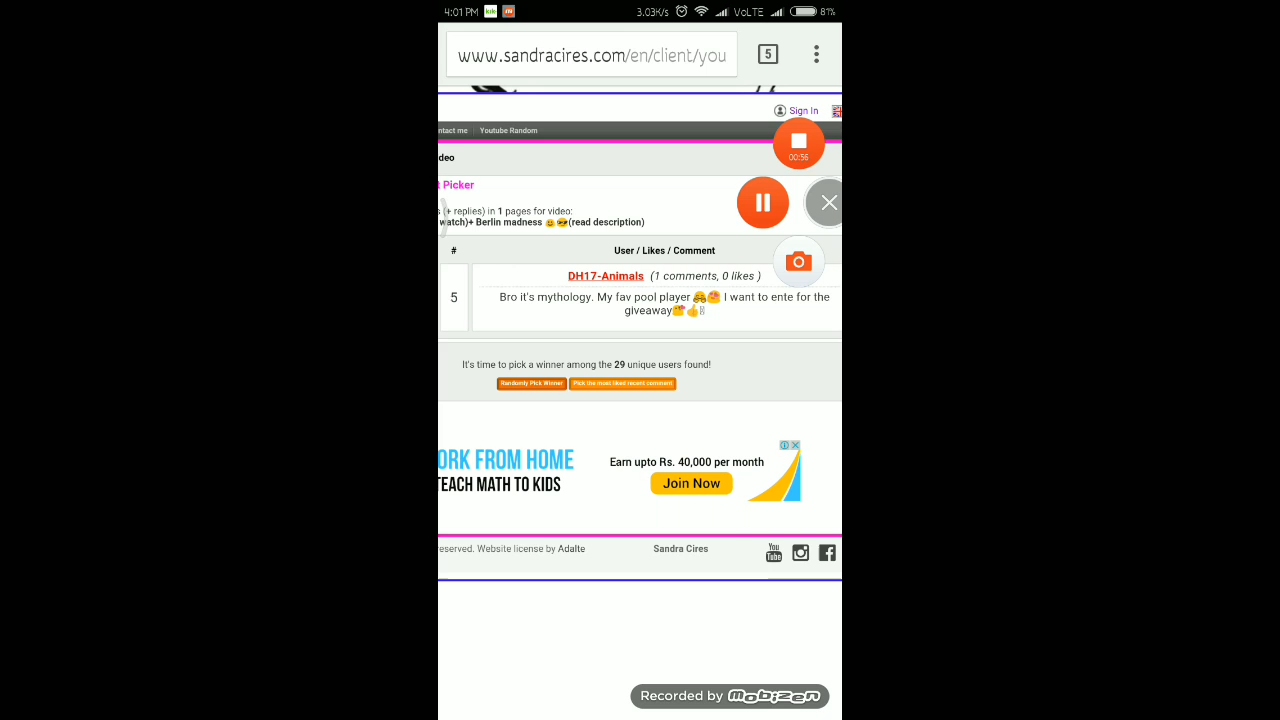 4:01 PM kik 3.03K/s VoLTE 81%
www.sandracires.com/en/client/you 5
Sign In
ntact me | Youtube Random
00:56
deo
t Picker
s (+ replies) in 1 pages for video:
watch)+ Berlin madness 😀😎(read description)
# User / Likes / Comment
DH17-Animals (1 comments, 0 likes )
5 Bro it's mythology. My fav pool player 🤗😍 I want to ente for the
giveaway😍👍
It's time to pick a winner among the 29 unique users found!
Randomly Pick Winner Pick the most liked recent comment
ORK FROM HOME
TEACH MATH TO KIDS
Earn upto Rs. 40,000 per month
Join Now
eserved. Website license by Adalte Sandra Cires You Tube
Recorded by mobizen